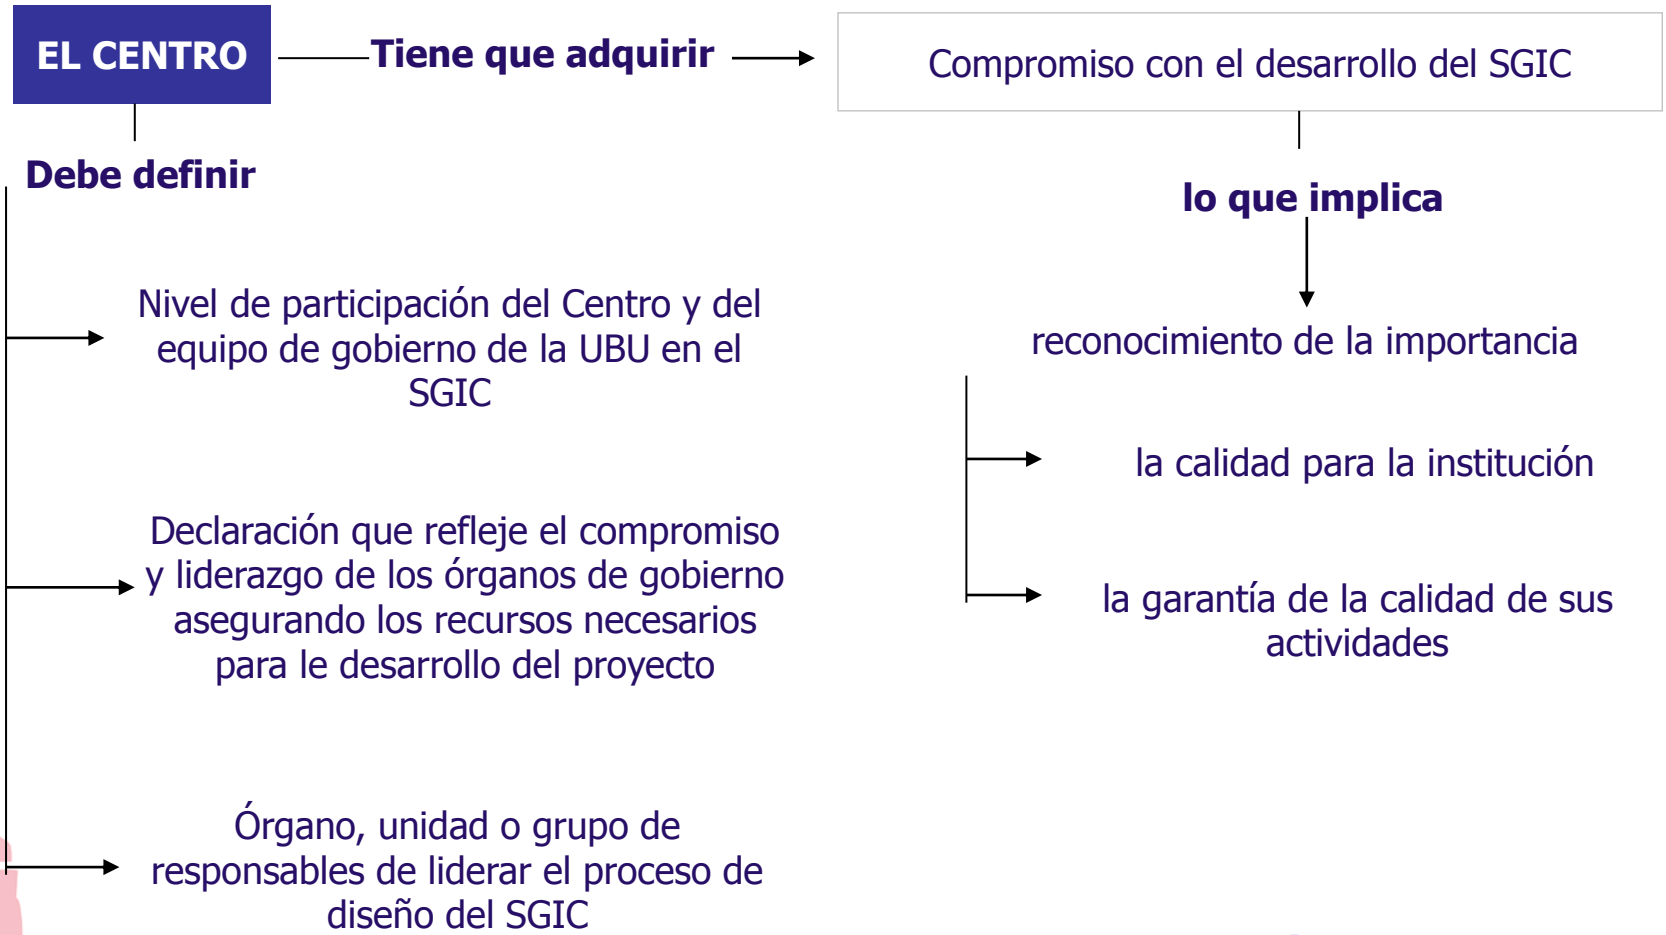 EL CENTRO
Tiene que adquirir
Compromiso con el desarrollo del SGIC
Debe definir
lo que implica
Nivel de participación del Centro y del
equipo de gobierno de la UBU en el
SGIC
reconocimiento de la importancia
la calidad para la institución
Declaración que refleje el compromiso
y liderazgo de los órganos de gobierno
asegurando los recursos necesarios
para le desarrollo del proyecto
la garantía de la calidad de sus
actividades
Órgano, unidad o grupo de
responsables de liderar el proceso de
diseño del SGIC